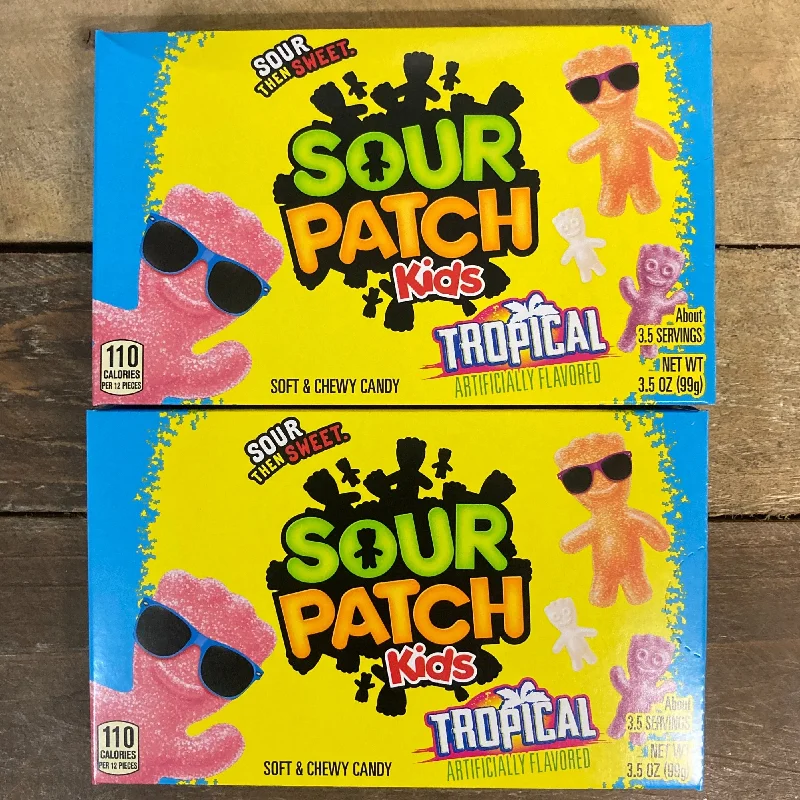 SOUR
THEN SWEET.
SOUR
PATCH
Kids
TROPICAL
ARTIFICIALLY FLAVORED
SOFT & CHEWY CANDY
110
CALORIES
PER 12 PIECES
About
3.5 SERVINGS
NET WT
3.5 OZ (99g)
SOUR
THEN SWEET.
SOUR
PATCH
Kids
TROPICAL
ARTIFICIALLY FLAVORED
SOFT & CHEWY CANDY
110
CALORIES
PER 12 PIECES
About
3.5 SERVINGS
NET WT
3.5 OZ (99g)